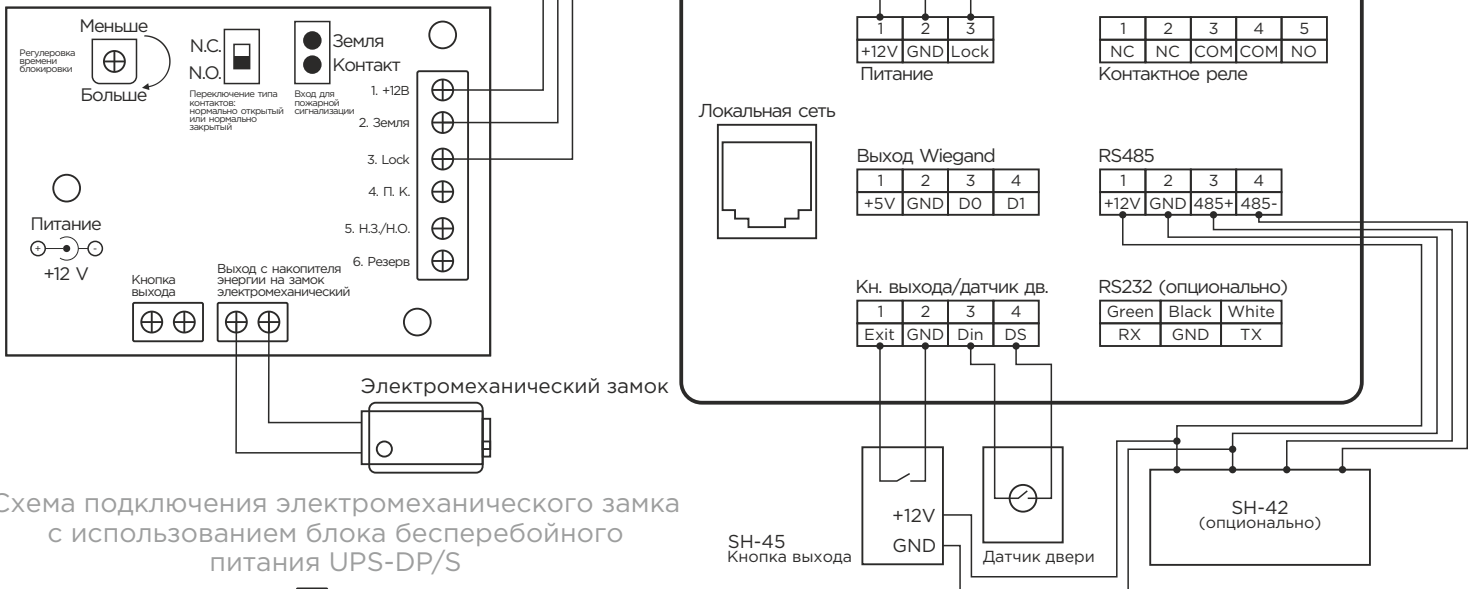 Меньше
Регулеровка
времени
блокировки
Больше
N.C.
N.O.
Переключение типа
контактов:
нормально открытый
или нормально
закрытый
Земля
Контакт
Вход для
пожарной
сигнализации
1. +12В
2. Земля
3. Lock
4. П. К.
5. Н.З./Н.О.
6. Резерв
Питание
+ -
+12 V
Кнопка
выхода
Выход с накопителя
энергии на замок
электромеханический
Электромеханический замок
Схема подключения электромеханического замка
с использованием блока бесперебойного
питания UPS-DP/S
1 2 3
+12V GND Lock
Питание
1 2 3 4 5
NC NC COM COM NO
Контактное реле
Локальная сеть
Выход Wiegand
1 2 3 4
+5V GND D0 D1
RS485
1 2 3 4
+12V GND 485+ 485-
Кн. выхода/датчик дв.
1 2 3 4
Exit GND Din DS
RS232 (опционально)
Green Black White
RX GND TX
+12V
GND
SH-45
Кнопка выхода
Датчик двери
SH-42
(опционально)